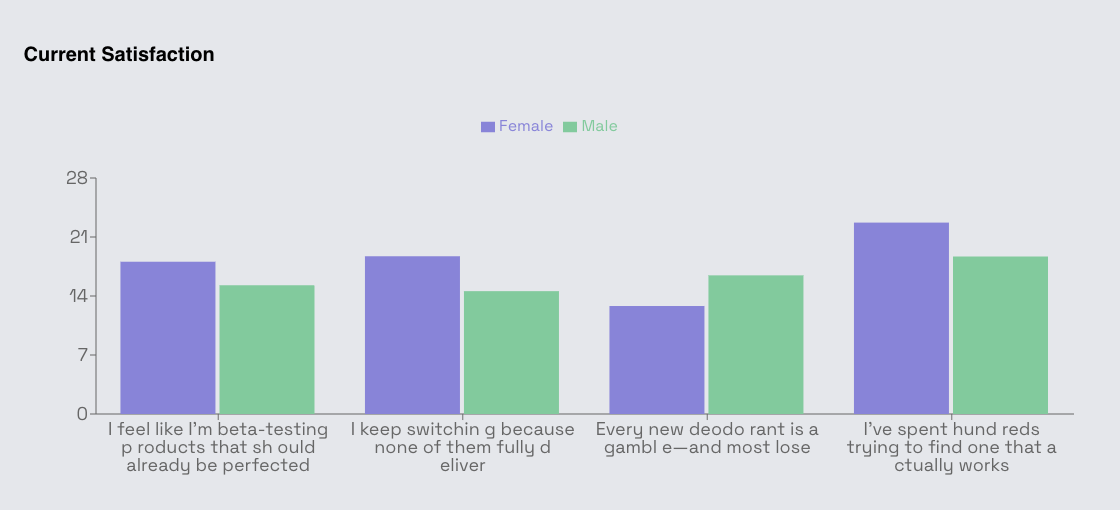 Current Satisfaction
Female Male
28
21
14
7
0
I feel like I'm beta-testing
p roducts that sh ould
already be perfected
I keep switchin g because
none of them fully d
eliver
Every new deodo rant is a
gambl e—and most lose
I've spent hund reds
trying to find one that a
ctually works